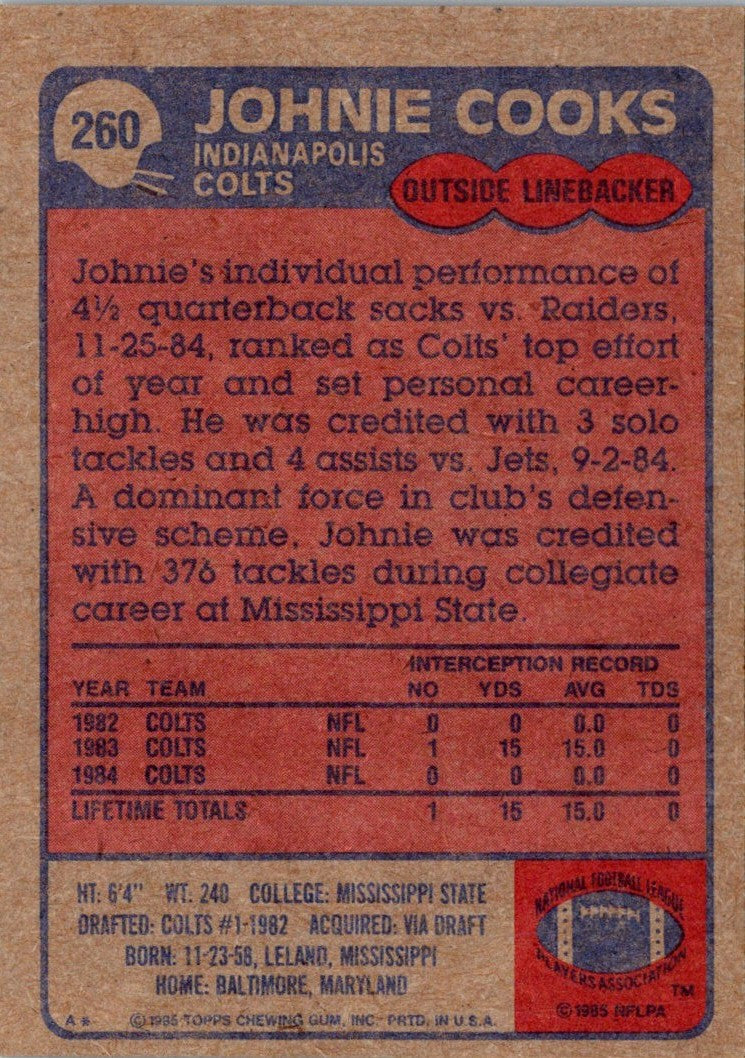 260
JOHNIE COOKS
INDIANAPOLIS
COLTS
OUTSIDE LINEBACKER
Johnie's individual performance of
4½ quarterback sacks vs. Raiders,
11-25-84, ranked as Colts' top effort
of year and set personal career-
high. He was credited with 3 solo
tackles and 4 assists vs. Jets, 9-2-84.
A dominant force in club's defen-
sive scheme, Johnie was credited
with 376 tackles during collegiate
career at Mississippi State.
INTERCEPTION RECORD
YEAR TEAM NO YDS AVG TDS
1982 COLTS NFL 0 0 0.0 0
1983 COLTS NFL 1 15 15.0 0
1984 COLTS NFL 0 0 0.0 0
LIFETIME TOTALS 1 15 15.0 0
HT: 6'4" WT. 240 COLLEGE: MISSISSIPPI STATE
DRAFTED: COLTS #1-1982 ACQUIRED: VIA DRAFT
BORN: 11-23-58, LELAND, MISSISSIPPI
HOME: BALTIMORE, MARYLAND
A* © 1985 TOPPS CHEWING GUM, INC. PRTD. IN U.S.A.
NATIONAL FOOTBALL LEAGUE
PLAYERS ASSOCIATION
TM
© 1985 NFLPA